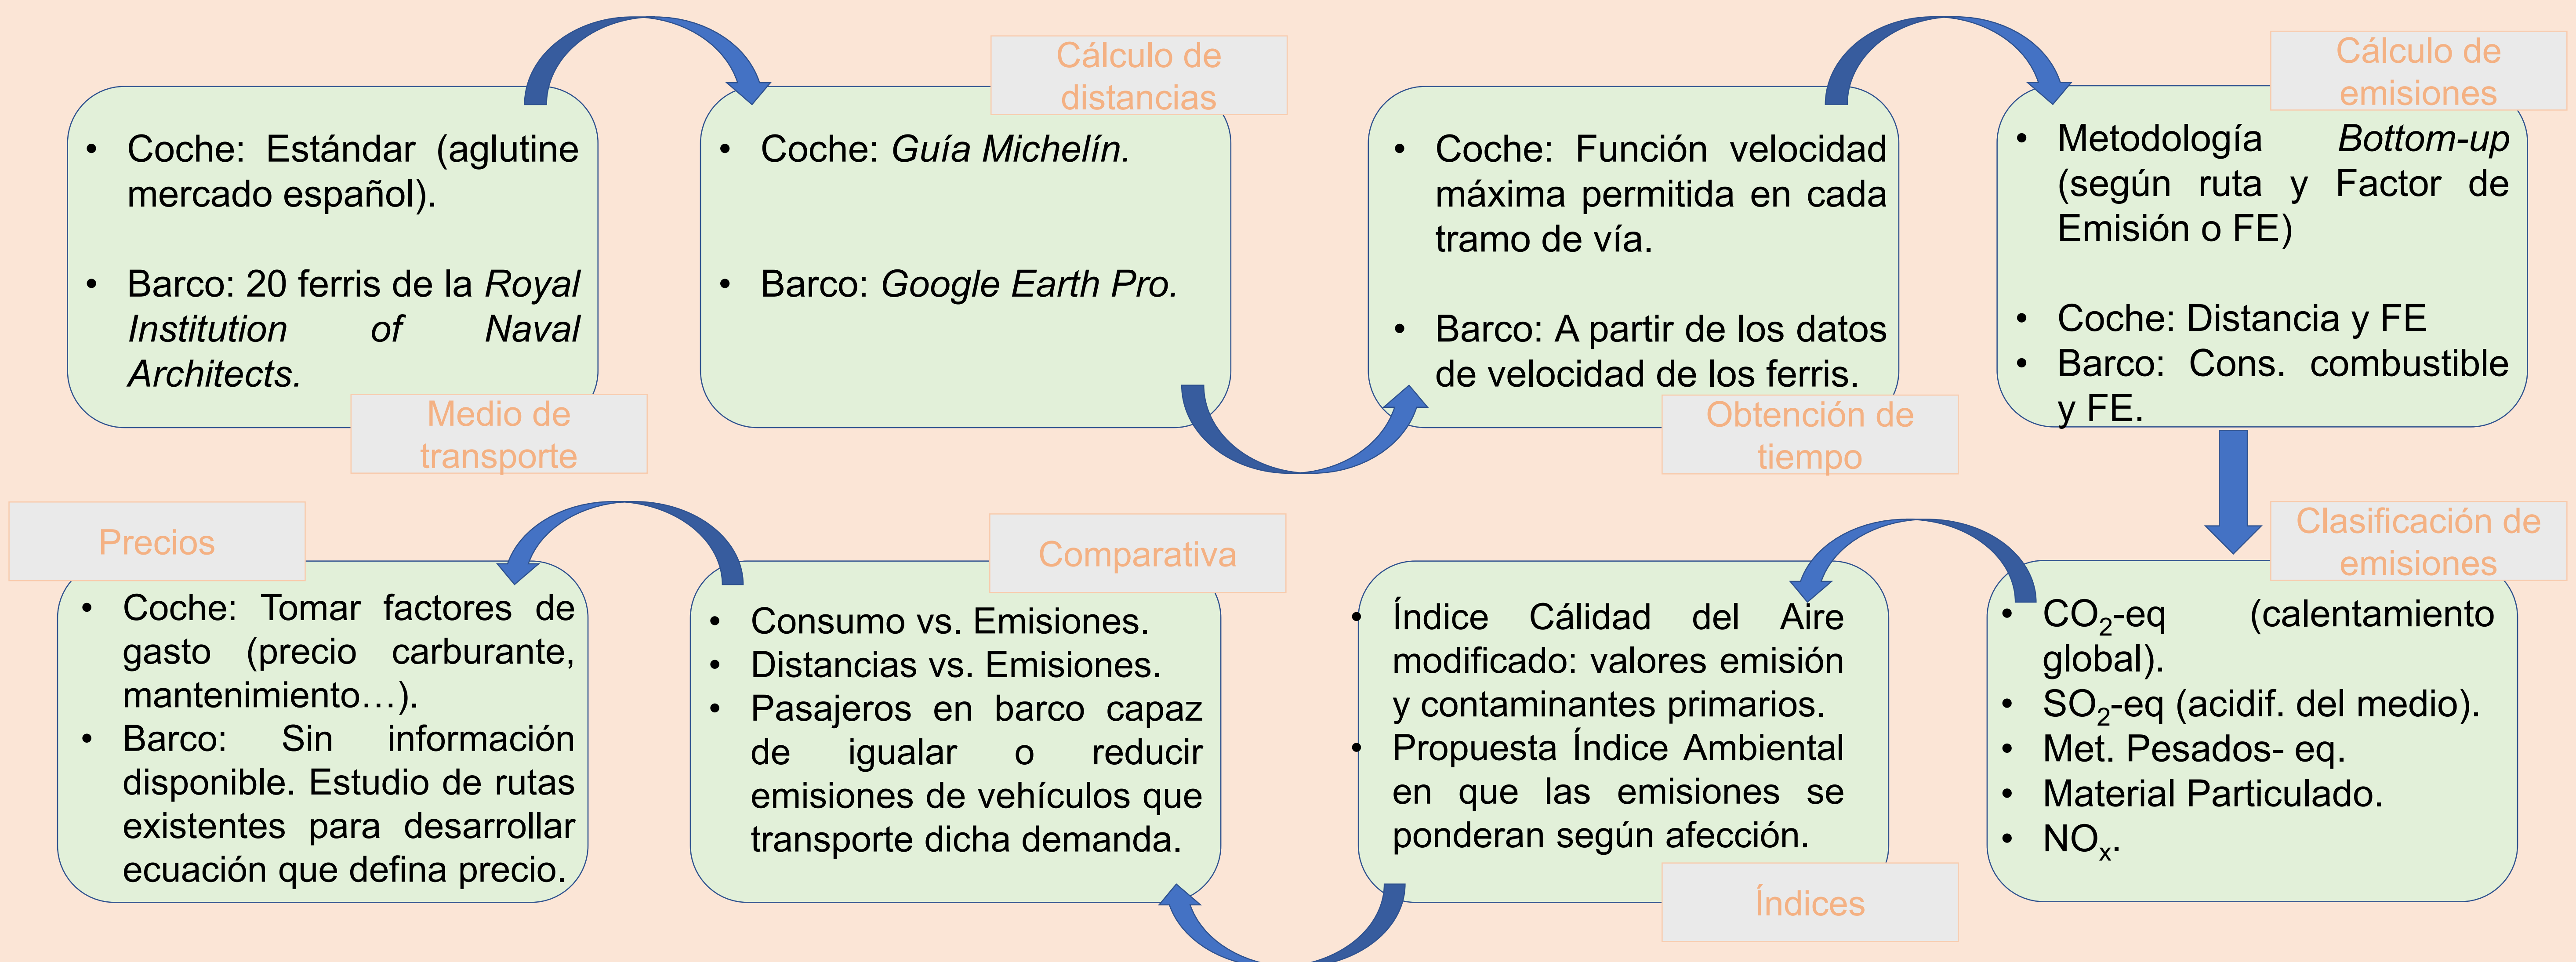 Cálculo de
distancias
Cálculo de
emisiones
• Coche: Estándar (aglutine
mercado español).
• Barco: 20 ferris de la Royal
Institution of Naval
Architects.
Medio de
transporte
• Coche: Guía Michelín.
• Barco: Google Earth Pro.
• Coche: Función velocidad
máxima permitida en cada
tramo de vía.
• Barco: A partir de los datos
de velocidad de los ferris.
Obtención de
tiempo
• Metodología Bottom-up
(según ruta y Factor de
Emisión o FE)
• Coche: Distancia y FE
• Barco: Cons. combustible
y FE.
Clasificación de
emisiones
• CO₂-eq (calentamiento
global).
• SO₂-eq (acidif. del medio).
• Met. Pesados- eq.
• Material Particulado.
• NOₓ.
• Índice Cálidad del Aire
modificado: valores emisión
y contaminantes primarios.
• Propuesta Índice Ambiental
en que las emisiones se
ponderan según afección.
Índices
Comparativa
• Consumo vs. Emisiones.
• Distancias vs. Emisiones.
• Pasajeros en barco capaz
de igualar o reducir
emisiones de vehículos que
transporte dicha demanda.
Precios
• Coche: Tomar factores de
gasto (precio carburante,
mantenimiento…).
• Barco: Sin información
disponible. Estudio de rutas
existentes para desarrollar
ecuación que defina precio.